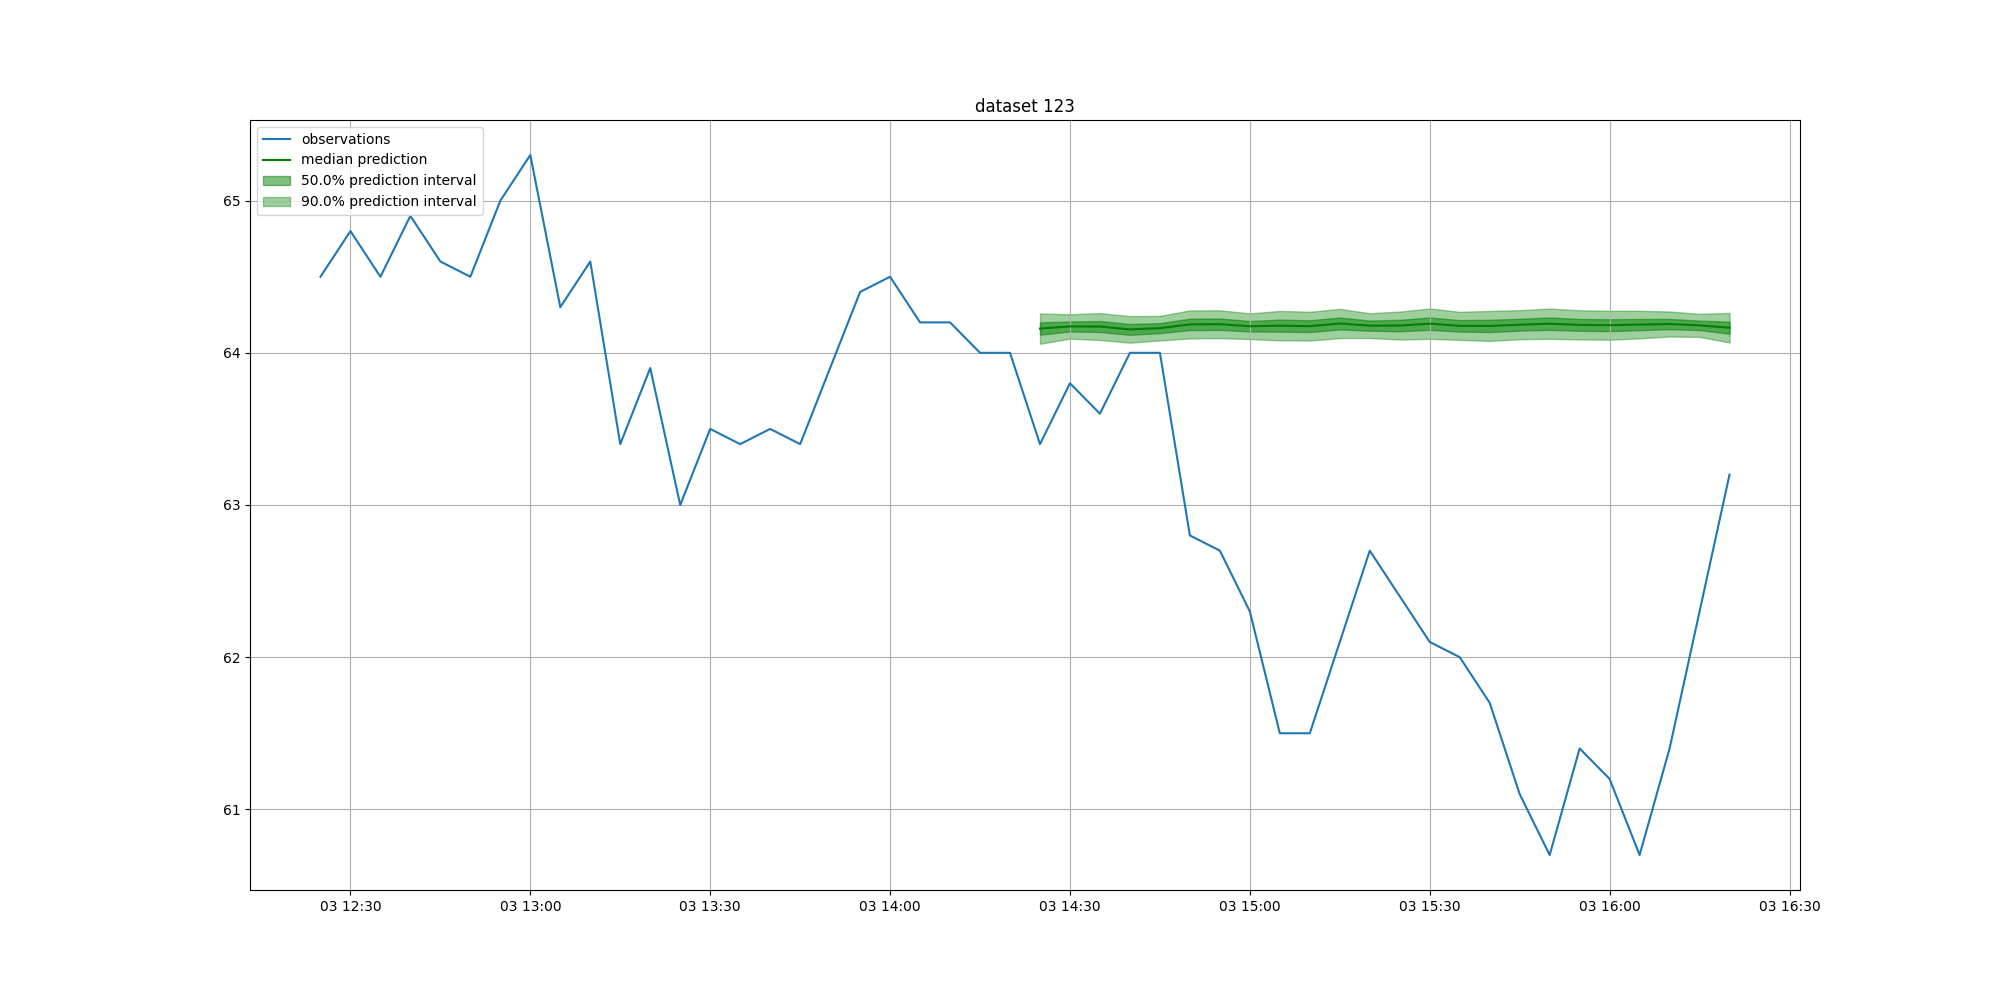 dataset 123
observations
median prediction
50.0% prediction interval
90.0% prediction interval
65
64
63
62
61
03 12:30 03 13:00 03 13:30 03 14:00 03 14:30 03 15:00 03 15:30 03 16:00 03 16:30